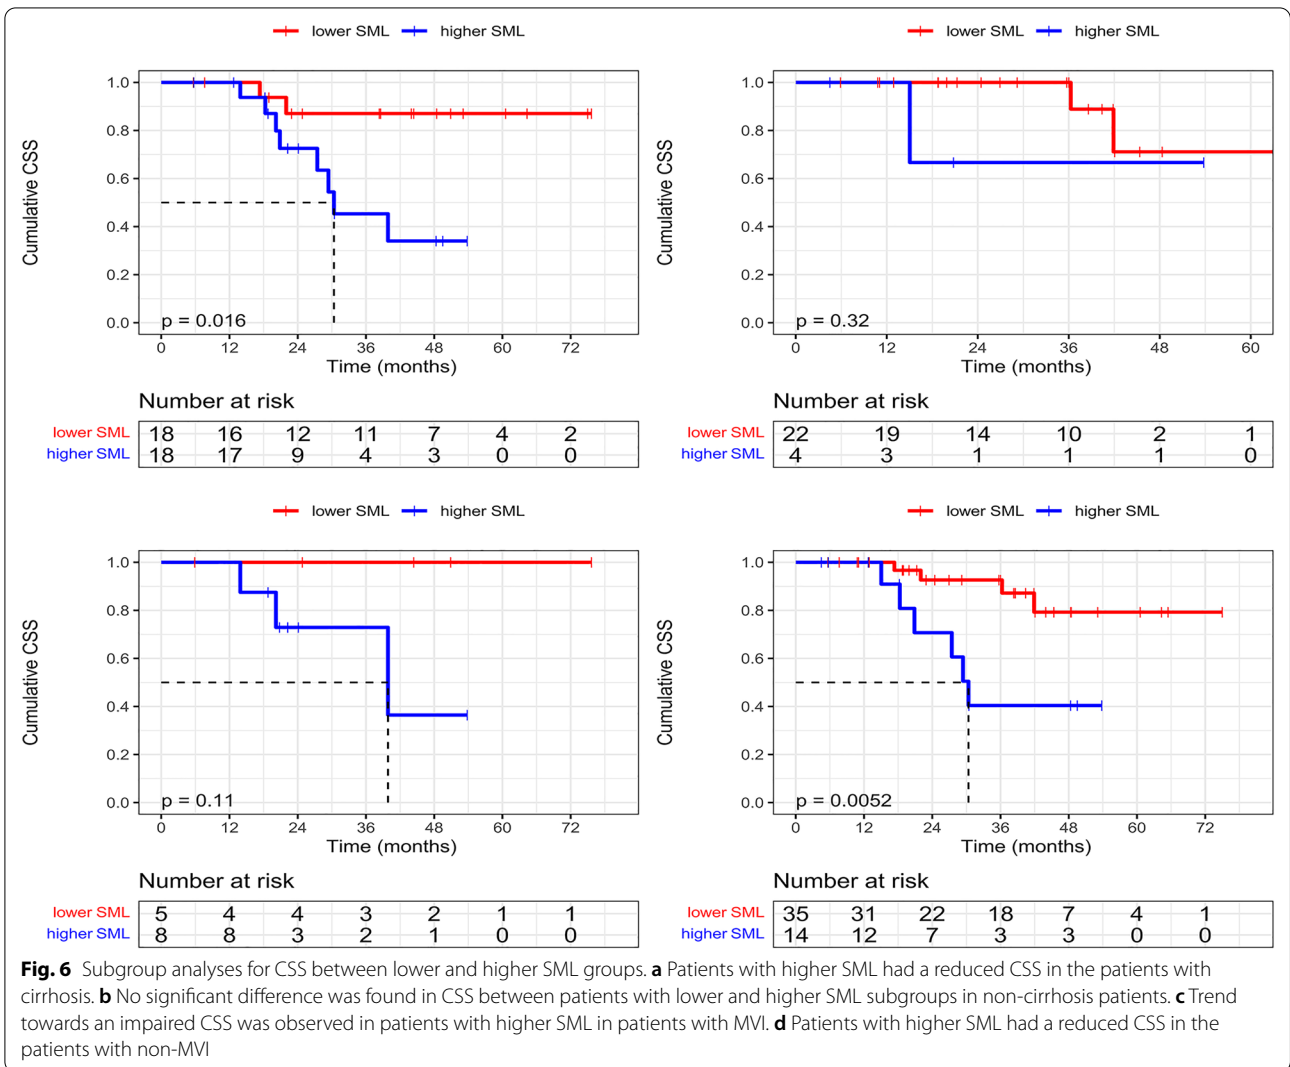 lower SML higher SML
Cumulative CSS
1.0
0.8
0.6
0.4
0.2
0.0
p = 0.016
0 12 24 36 48 60 72
Time (months)
Number at risk
lower SML 18 16 12 11 7 4 2
higher SML 18 17 9 4 3 0 0
lower SML higher SML
Cumulative CSS
1.0
0.8
0.6
0.4
0.2
0.0
p = 0.32
0 12 24 36 48 60
Time (months)
Number at risk
lower SML 22 19 14 10 2 1
higher SML 4 3 1 1 1 0
lower SML higher SML
Cumulative CSS
1.0
0.8
0.6
0.4
0.2
0.0
p = 0.11
0 12 24 36 48 60 72
Time (months)
Number at risk
lower SML 5 4 4 3 2 1 1
higher SML 8 8 3 2 1 0 0
lower SML higher SML
Cumulative CSS
1.0
0.8
0.6
0.4
0.2
0.0
p = 0.0052
0 12 24 36 48 60 72
Time (months)
Number at risk
lower SML 35 31 22 18 7 4 1
higher SML 14 12 7 3 3 0 0
Fig. 6 Subgroup analyses for CSS between lower and higher SML groups. a Patients with higher SML had a reduced CSS in the patients with
cirrhosis. b No significant difference was found in CSS between patients with lower and higher SML subgroups in non-cirrhosis patients. c Trend
towards an impaired CSS was observed in patients with higher SML in patients with MVI. d Patients with higher SML had a reduced CSS in the
patients with non-MVI